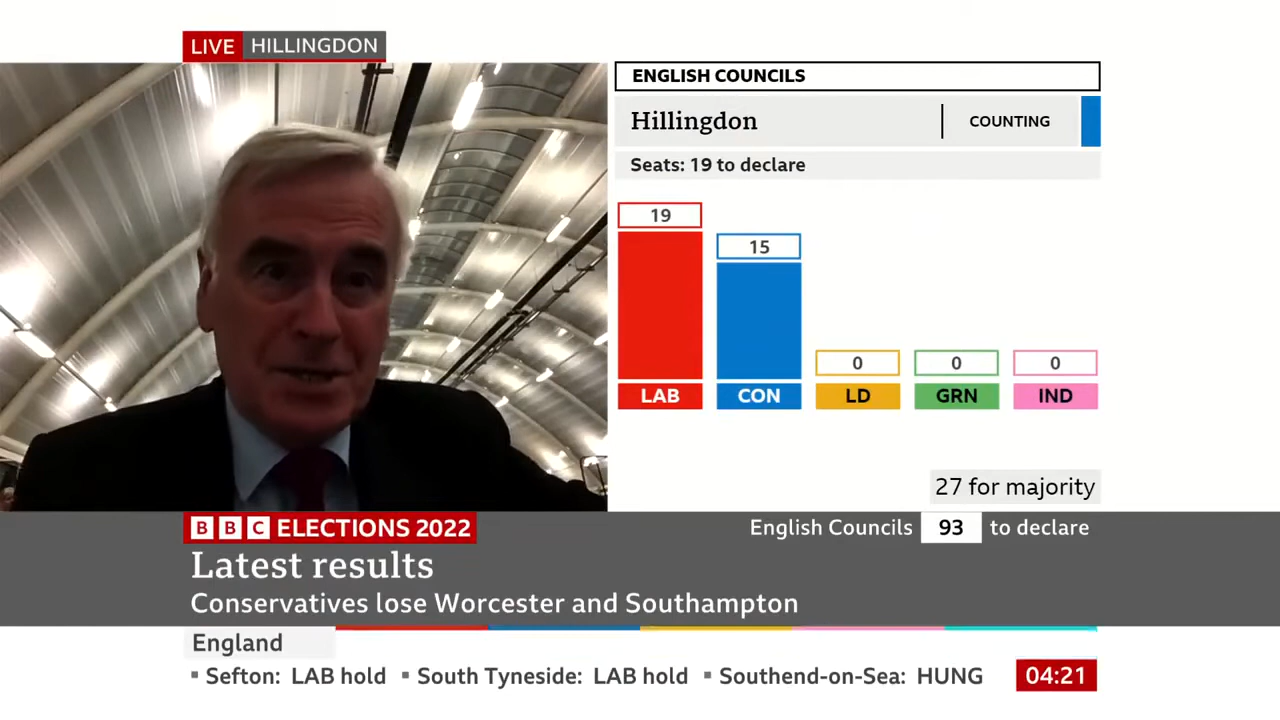 LIVE HILLINGDON
ENGLISH COUNCILS
Hillingdon COUNTING
Seats: 19 to declare
19 15 0 0 0
LAB CON LD GRN IND
27 for majority
BBC ELECTIONS 2022
English Councils 93 to declare
Latest results
Conservatives lose Worcester and Southampton
England
▪ Sefton: LAB hold ▪ South Tyneside: LAB hold ▪ Southend-on-Sea: HUNG
04:21